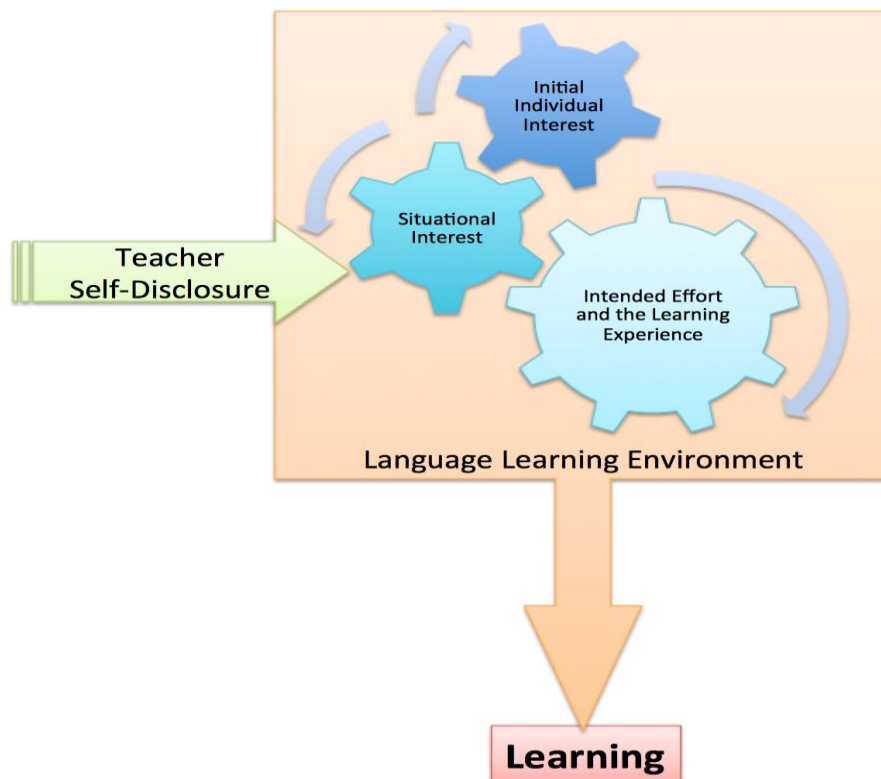 Initial
Individual
Interest
Situational
Interest
Teacher
Self-Disclosure
Intended Effort
and the Learning
Experience
Language Learning Environment
Learning